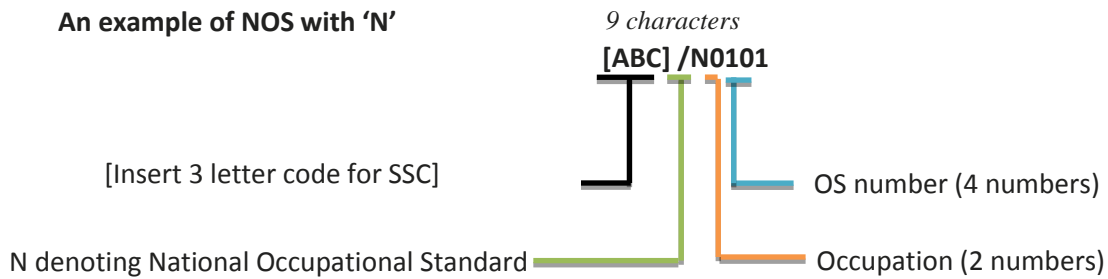 An example of NOS with ‘N’
9 characters
[ABC] /N0101
[Insert 3 letter code for SSC]
OS number (4 numbers)
N denoting National Occupational Standard
Occupation (2 numbers)